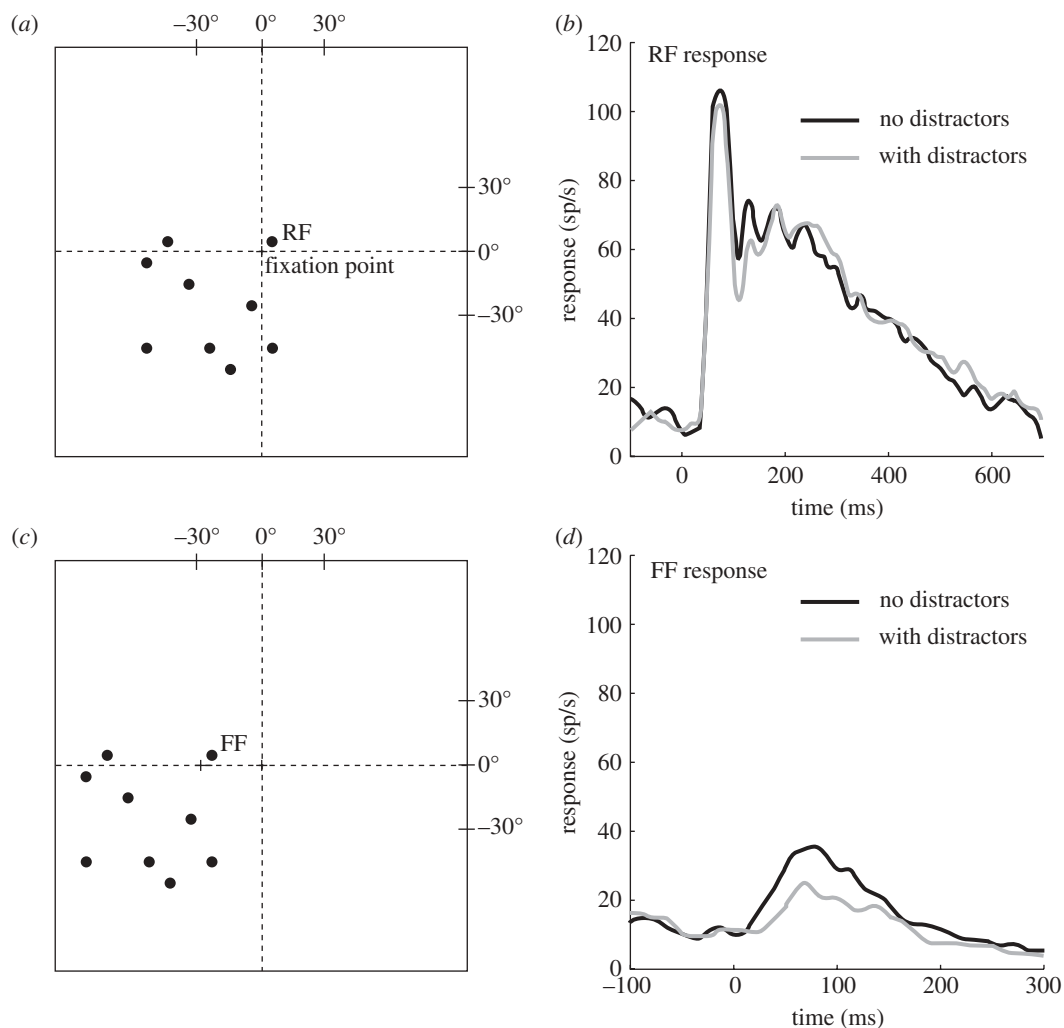 (a)
−30° 0° 30°
30°
0°
−30°
RF
fixation point
(b)
RF response
no distractors
with distractors
response (sp/s)
120
100
80
60
40
20
0
0 200 400 600
time (ms)
(c)
−30° 0° 30°
30°
0°
−30°
FF
(d)
FF response
no distractors
with distractors
response (sp/s)
120
100
80
60
40
20
0
−100 0 100 200 300
time (ms)